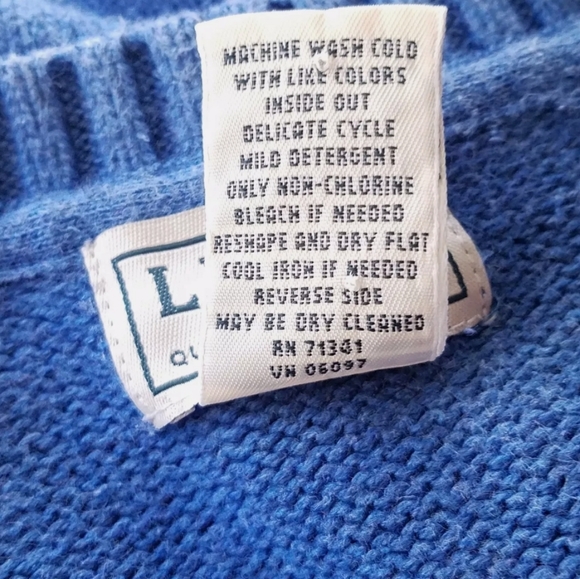 MACHINE WASH COLD
WITH LIKE COLORS
INSIDE OUT
DELICATE CYCLE
MILD DETERGENT
ONLY NON-CHLORINE
BLEACH IF NEEDED
RESHAPE AND DRY FLAT
COOL IRON IF NEEDED
REVERSE SIDE
MAY BE DRY CLEANED
RN 71341
VN 06097
L
QU